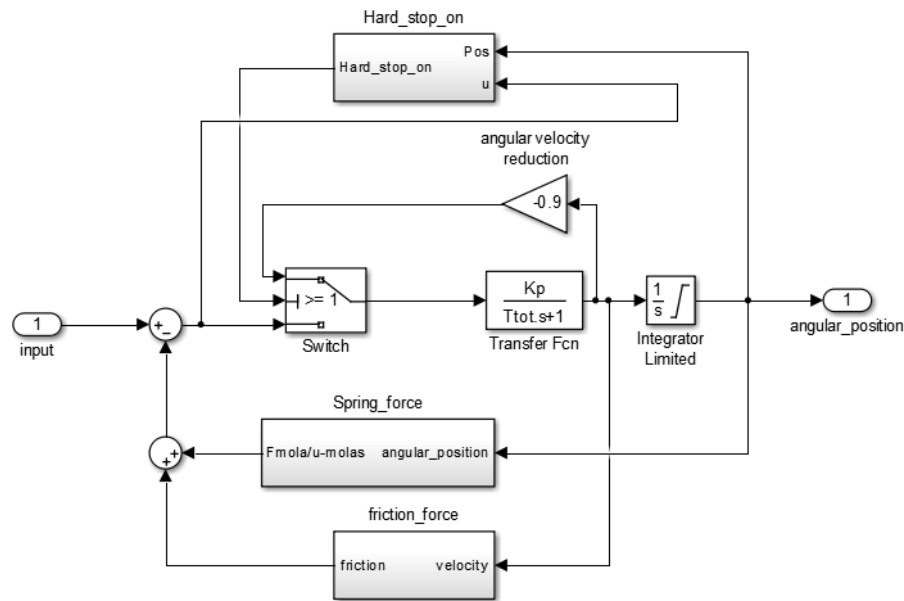 Hard_stop_on
Pos
Hard_stop_on
u
angular velocity
reduction
-0.9
>= 1
Kp
Ttot.s+1
1
s
1
input
+
-
Switch
Transfer Fcn
Integrator
Limited
1
angular_position
Spring_force
+
+
Fmola/u-molas
angular_position
friction_force
friction
velocity